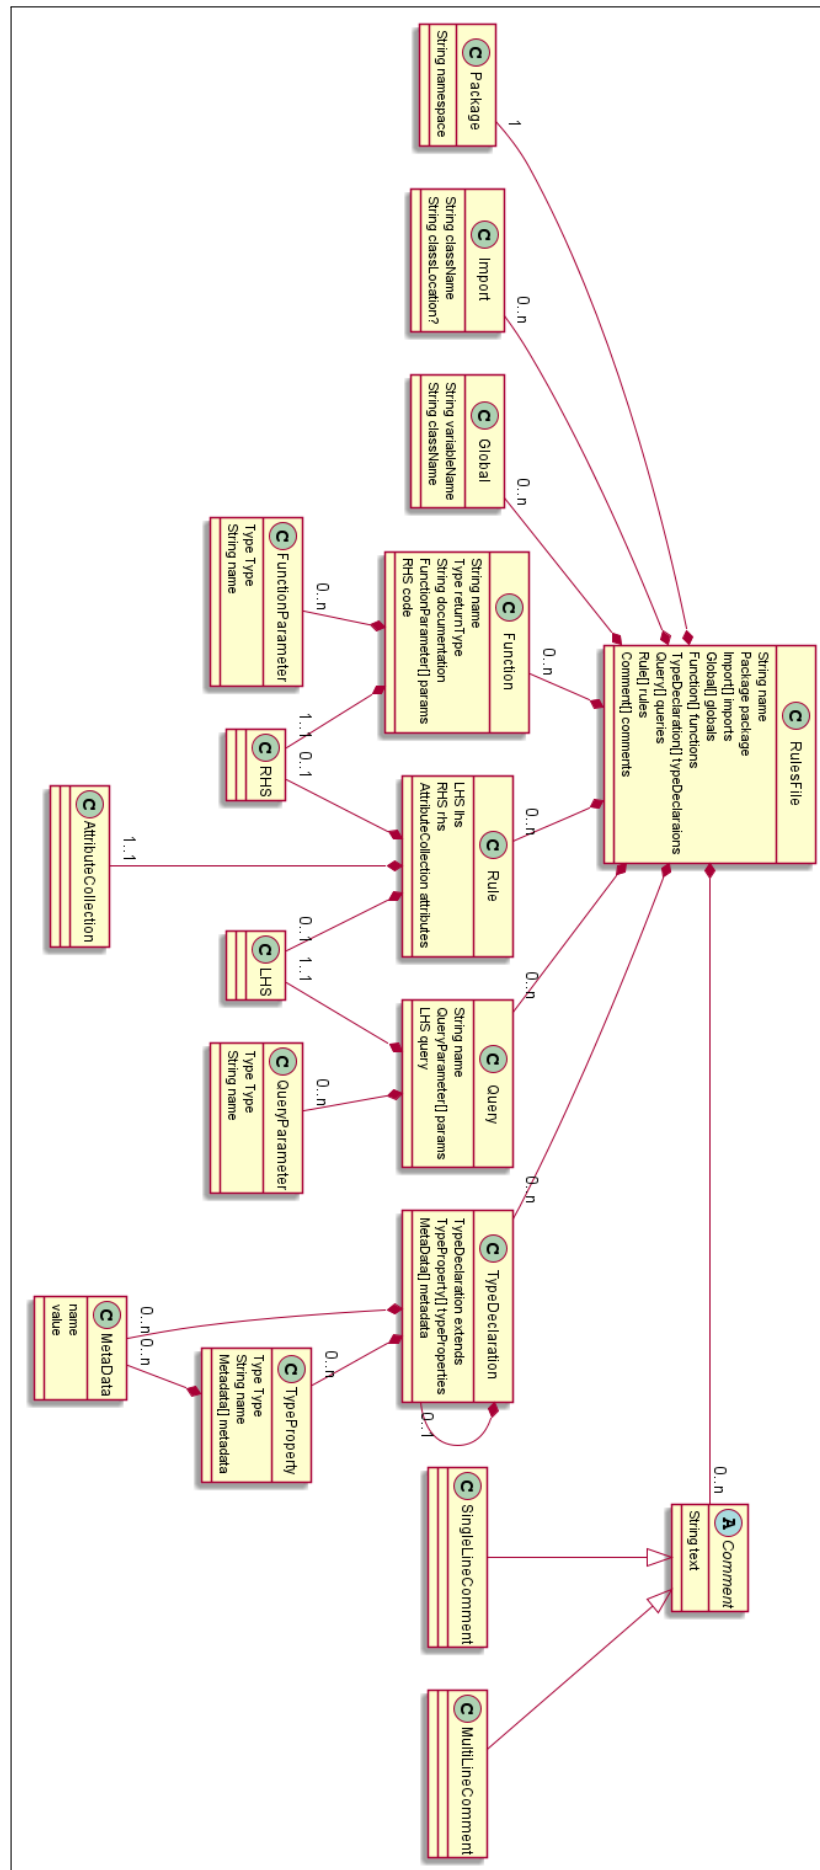 C RulesFile
String name
Package package
Import[] imports
Global[] globals
Function[] functions
TypeDeclaration[] typeDeclaraions
Query[] queries
Rule[] rules
Comment[] comments
1
0..n
0..n
0..n
0..n
0..n
0..n
0..n
C Package
String namespace
C Import
String className
String classLocation?
C Global
String variableName
String className
C Function
String name
Type returnType
String documentation
FunctionParameter[] params
RHS code
C Rule
LHS lhs
RHS rhs
AttributeCollection attributes
C Query
String name
QueryParameter[] params
LHS query
C TypeDeclaration
TypeDeclaration extends
TypeProperty[] typeProperties
MetaData[] metadata
0..1
A Comment
String text
C SingleLineComment
C MultiLineComment
0..n
1..1
0..1
1..1
0..1
1..1
0..n
0..n
0..n
0..n
C FunctionParameter
Type Type
String name
C RHS
C AttributeCollection
C LHS
C QueryParameter
Type Type
String name
C TypeProperty
Type Type
String name
Metadata[] metadata
C MetaData
name
value